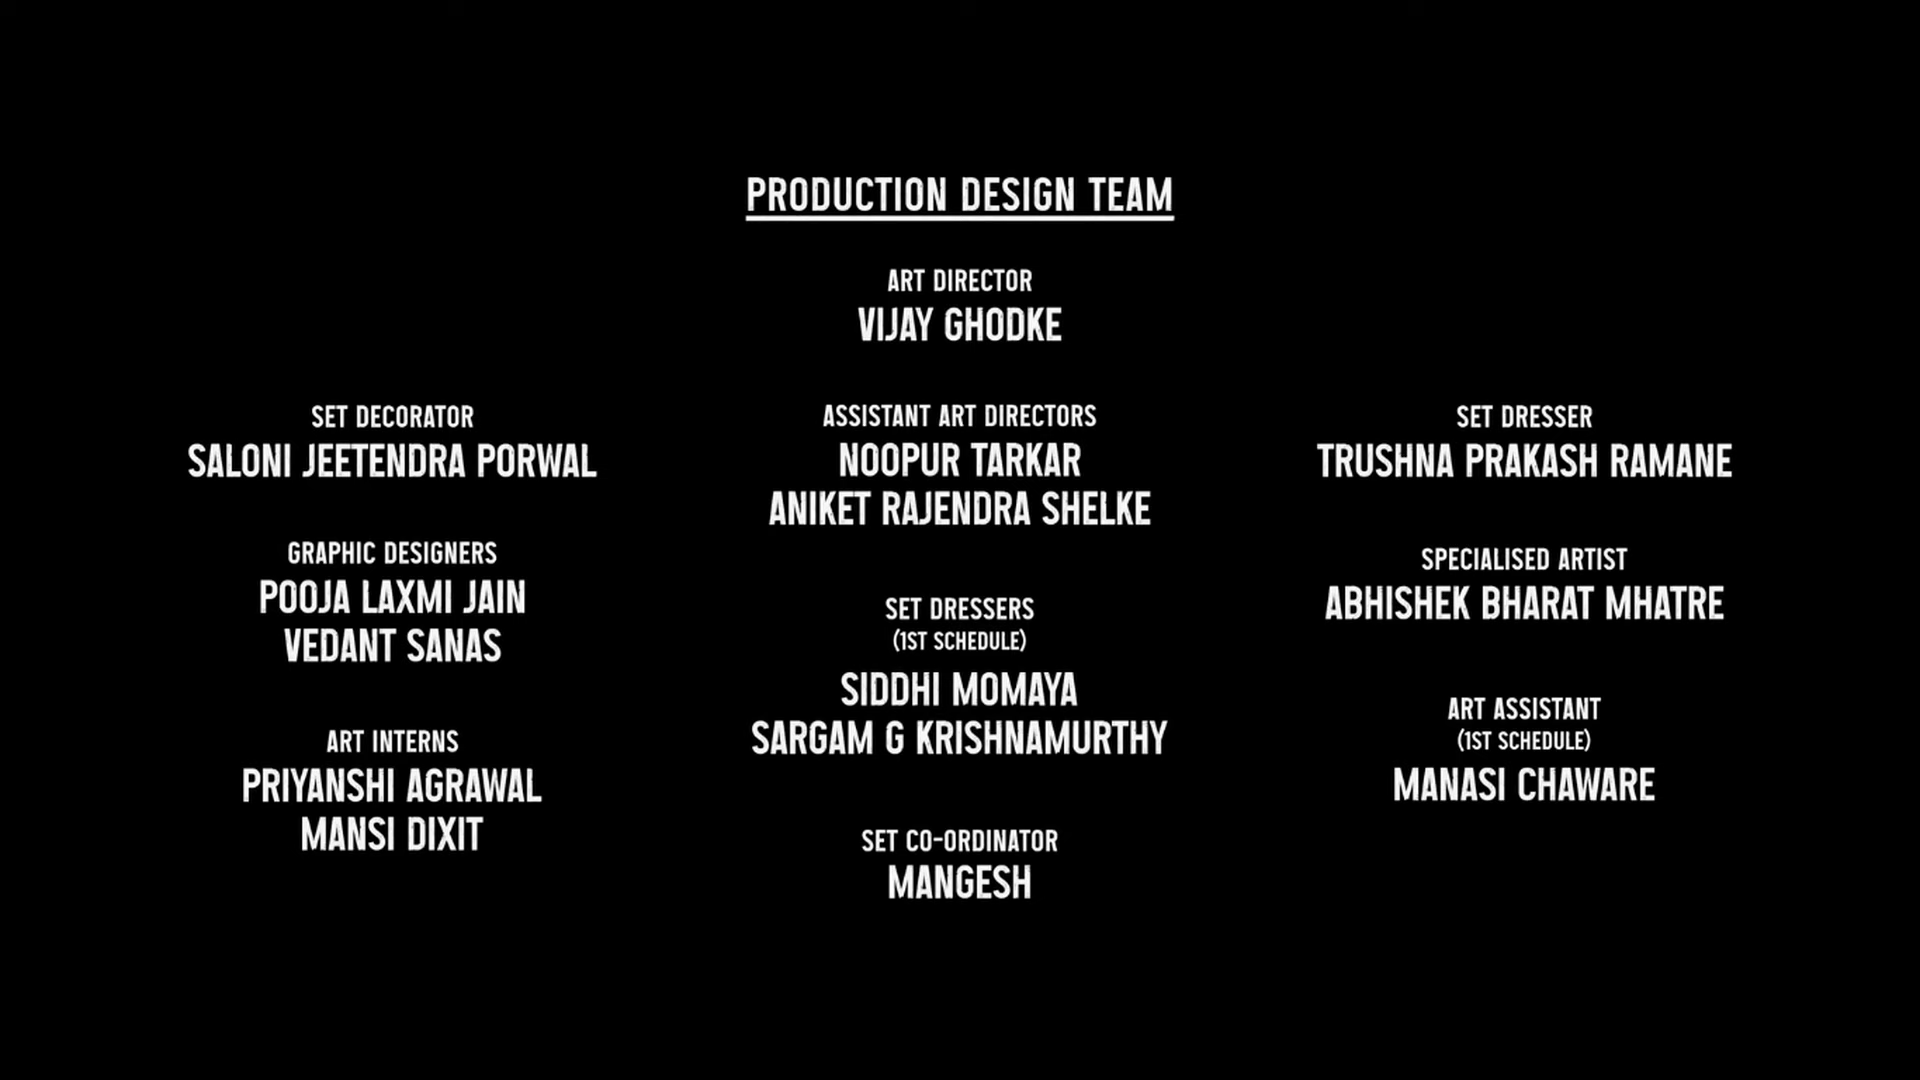 PRODUCTION DESIGN TEAM
ART DIRECTOR
VIJAY GHODKE
SET DECORATOR
SALONI JEETENDRA PORWAL
GRAPHIC DESIGNERS
POOJA LAXMI JAIN
VEDANT SANAS
ART INTERNS
PRIYANSHI AGRAWAL
MANSI DIXIT
ASSISTANT ART DIRECTORS
NOOPUR TARKAR
ANIKET RAJENDRA SHELKE
SET DRESSERS
(1ST SCHEDULE)
SIDDHI MOMAYA
SARGAM G KRISHNAMURTHY
SET CO-ORDINATOR
MANGESH
SET DRESSER
TRUSHNA PRAKASH RAMANE
SPECIALISED ARTIST
ABHISHEK BHARAT MHATRE
ART ASSISTANT
(1ST SCHEDULE)
MANASI CHAWARE